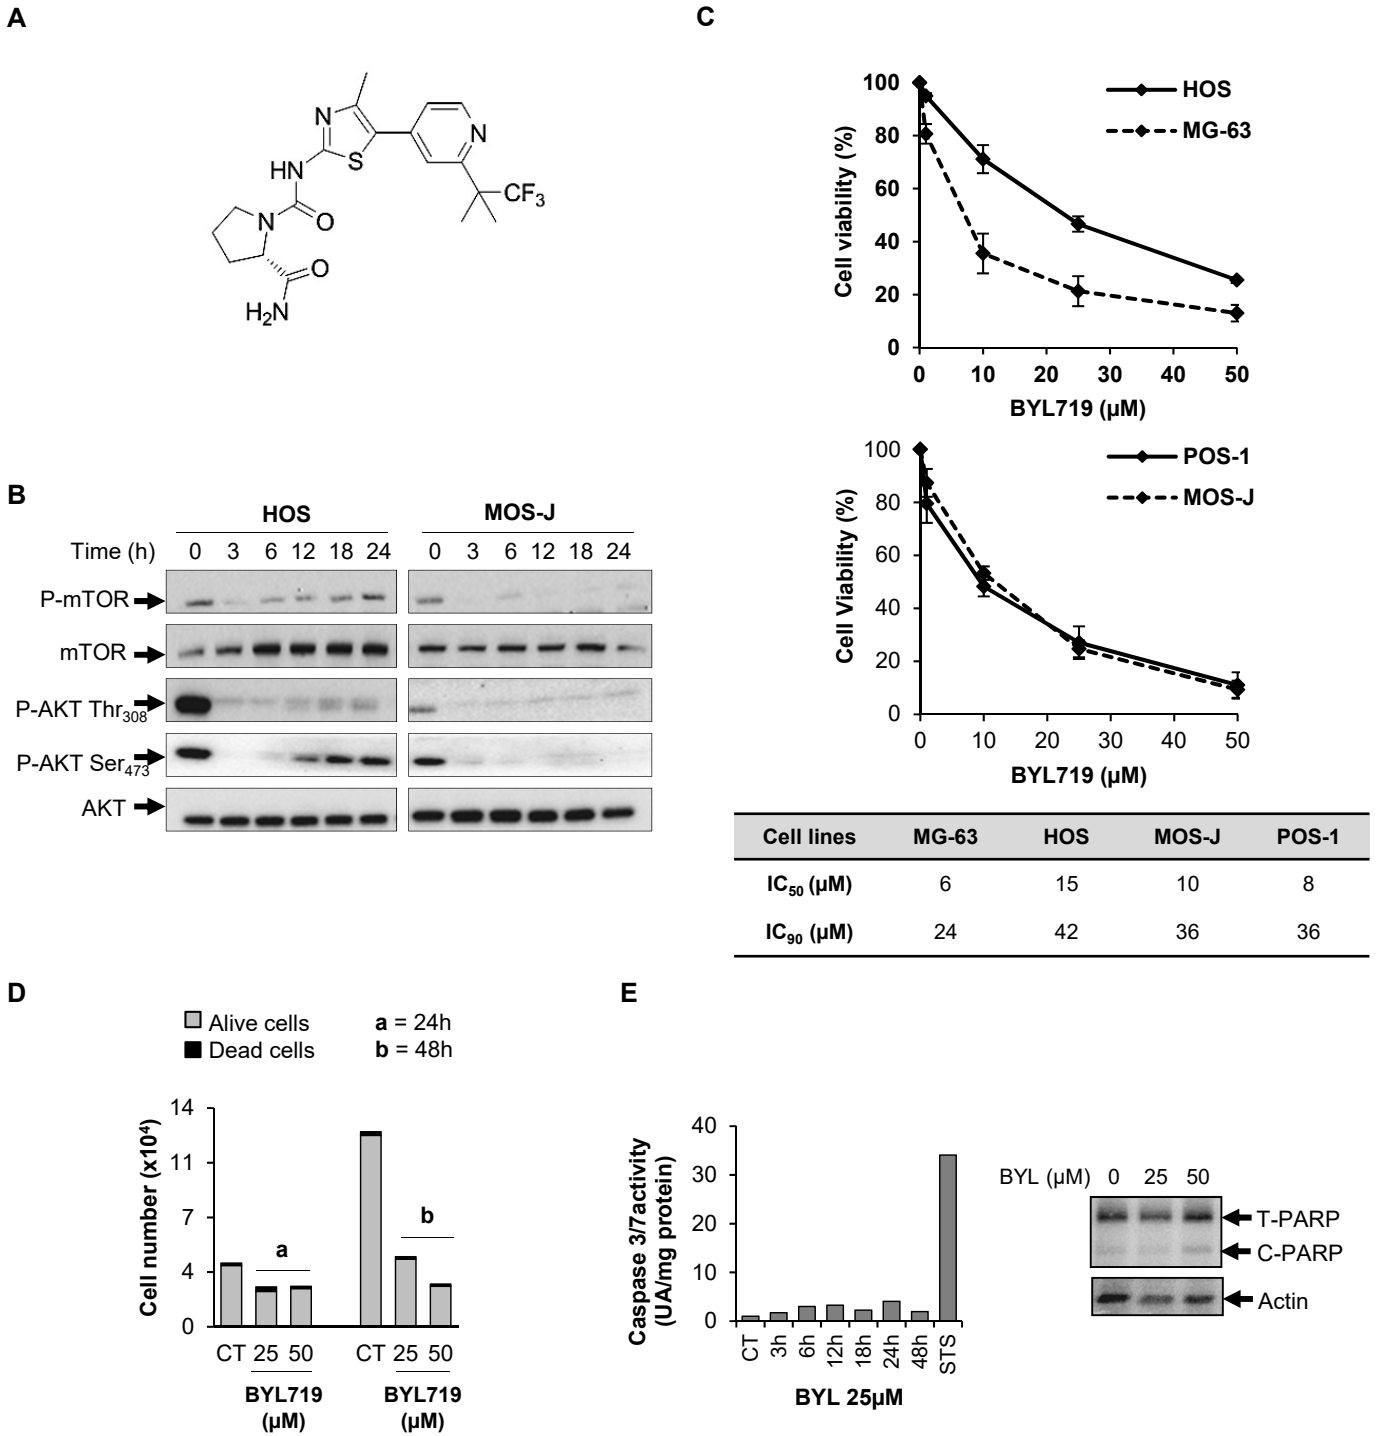 A
N
S
N
HN
CF3
N
O
O
H2N
B
HOS
MOS-J
Time (h) 0 3 6 12 18 24 0 3 6 12 18 24
P-mTOR
mTOR
P-AKT Thr308
P-AKT Ser473
AKT
C
100
80
60
40
20
0
Cell viability (%)
HOS
MG-63
0 10 20 30 40 50
BYL719 (µM)
100
80
60
40
20
0
Cell Viability (%)
POS-1
MOS-J
0 10 20 30 40 50
BYL719 (µM)
Cell lines MG-63 HOS MOS-J POS-1
IC50 (µM) 6 15 10 8
IC90 (µM) 24 42 36 36
D
Alive cells a = 24h
Dead cells b = 48h
Cell number (x10⁴)
14
11
7
4
0
a
b
CT 25 50 CT 25 50
BYL719 BYL719
(µM) (µM)
E
Caspase 3/7activity
(UA/mg protein)
40
30
20
10
0
CT 3h 6h 12h 18h 24h 48h STS
BYL 25µM
BYL (µM) 0 25 50
T-PARP
C-PARP
Actin